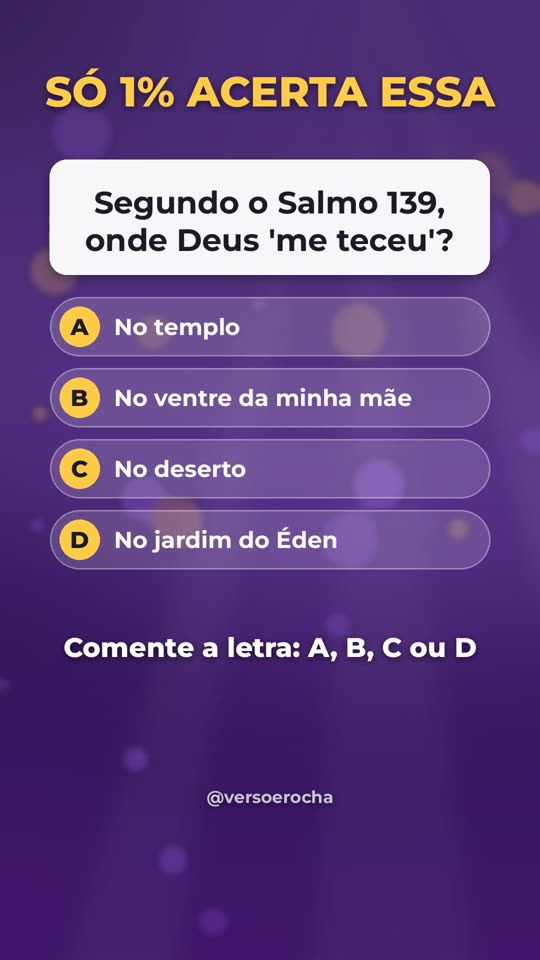 SÓ 1% ACERTA ESSA
Segundo o Salmo 139,
onde Deus 'me teceu'?
A No templo
B No ventre da minha mãe
C No deserto
D No jardim do Éden
Comente a letra: A, B, C ou D
@versoerocha